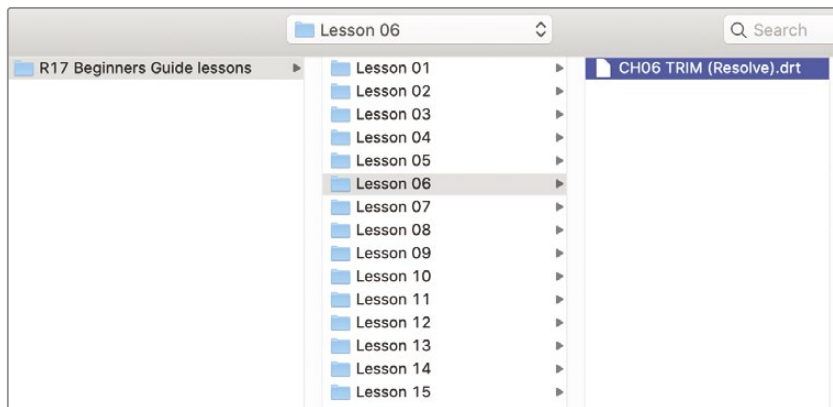 Lesson 06
Search
R17 Beginners Guide lessons
Lesson 01
Lesson 02
Lesson 03
Lesson 04
Lesson 05
Lesson 06
Lesson 07
Lesson 08
Lesson 09
Lesson 10
Lesson 11
Lesson 12
Lesson 13
Lesson 14
Lesson 15
CH06 TRIM (Resolve).drt